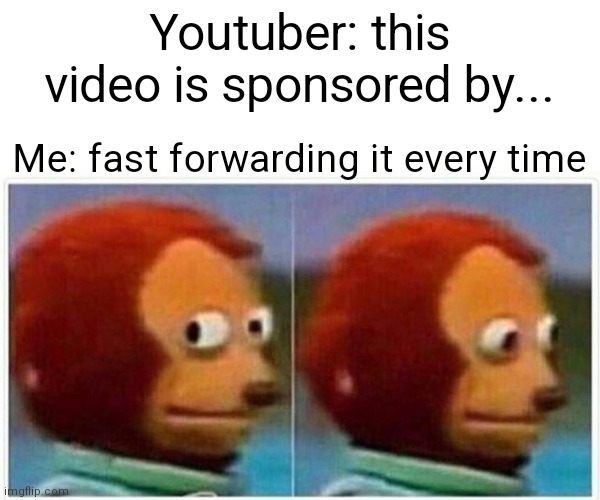 Youtuber: this
video is sponsored by...
Me: fast forwarding it every time
imgflip.com